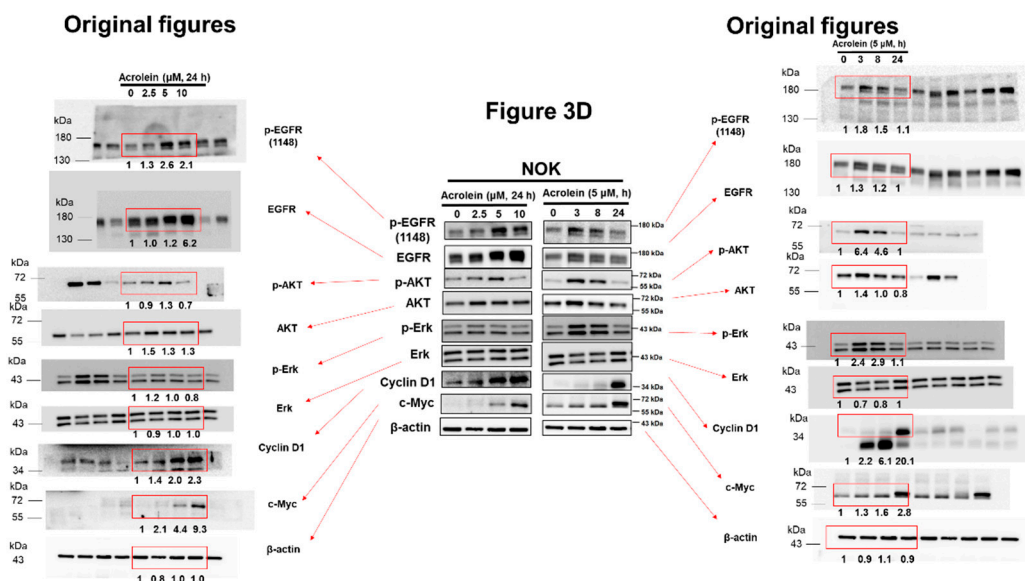 Original figures
Acrolein (µM, 24 h)
0 2.5 5 10
kDa
180
130
1 1.3 2.6 2.1
kDa
180
130
1 1.0 1.2 6.2
kDa
72
55
1 0.9 1.3 0.7
kDa
72
55
1 1.5 1.3 1.3
kDa
43
1 1.2 1.0 0.8
kDa
43
1 0.9 1.0 1.0
kDa
34
1 1.4 2.0 2.3
kDa
72
55
1 2.1 4.4 9.3
kDa
43
1 0.8 1.0 1.0
p-EGFR
(1148)
EGFR
p-AKT
AKT
p-Erk
Erk
Cyclin D1
c-Myc
β-actin
Figure 3D
NOK
Acrolein (µM, 24 h) Acrolein (5 µM, h)
0 2.5 5 10 0 3 8 24
p-EGFR
(1148)
180 kDa
EGFR 180 kDa
p-AKT 72 kDa
55 kDa
AKT 72 kDa
55 kDa
p-Erk 43 kDa
Erk 43 kDa
Cyclin D1 34 kDa
c-Myc 72 kDa
55 kDa
β-actin 43 kDa
p-EGFR
(1148)
EGFR
p-AKT
AKT
p-Erk
Erk
Cyclin D1
c-Myc
β-actin
Original figures
Acrolein (5 µM, h)
0 3 8 24
kDa
180
130
1 1.8 1.5 1.1
kDa
180
130
1 1.3 1.2 1
kDa
72
55
1 6.4 4.6 1
kDa
72
55
1 1.4 1.0 0.8
kDa
43
1 2.4 2.9 1.1
kDa
43
1 0.7 0.8 1
kDa
34
1 2.2 6.1 20.1
kDa
72
55
1 1.3 1.6 2.8
kDa
43
1 0.9 1.1 0.9